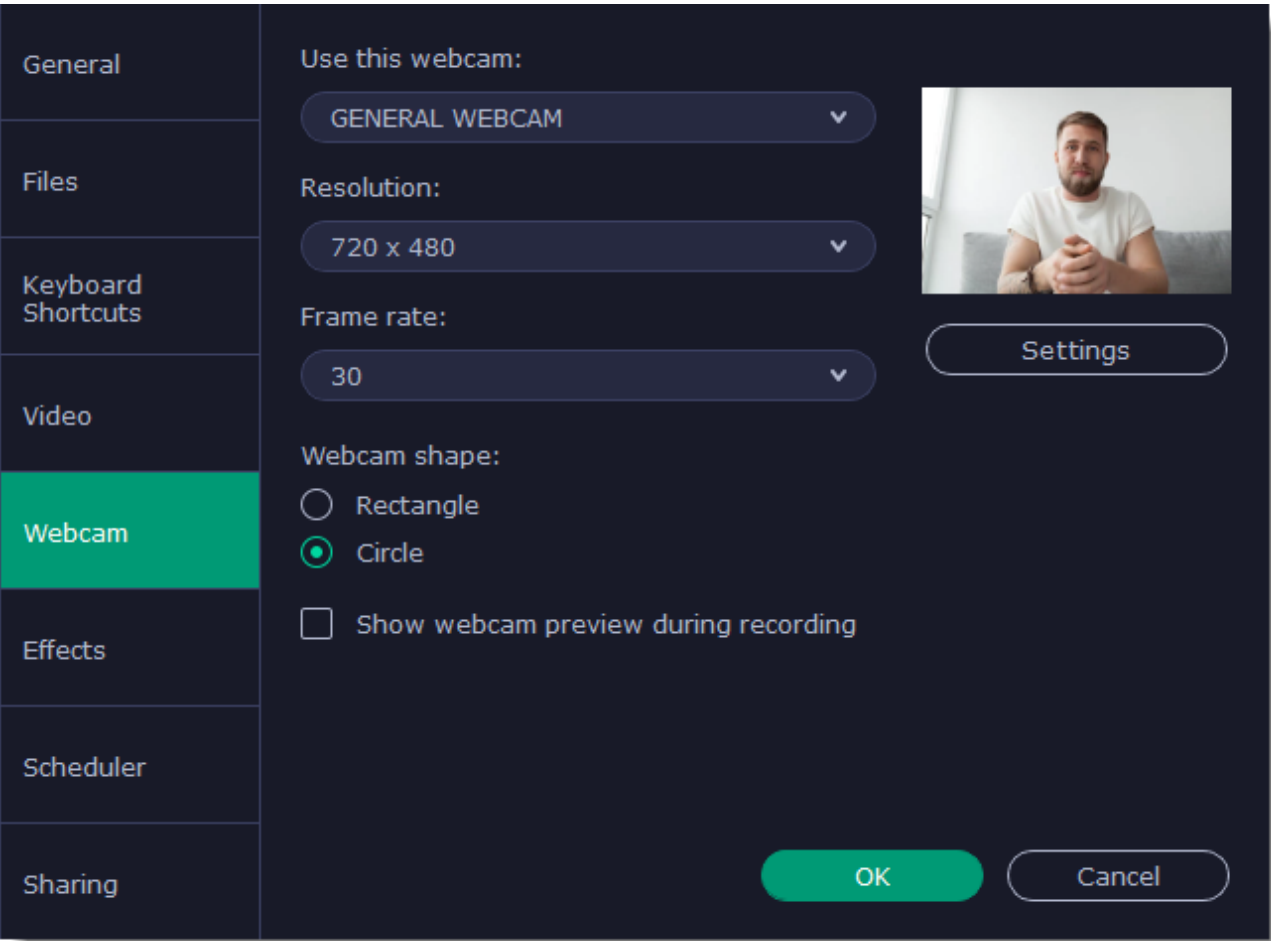 General
Files
Keyboard
Shortcuts
Video
Webcam
Effects
Scheduler
Sharing
Use this webcam:
GENERAL WEBCAM
Resolution:
720 x 480
Frame rate:
30
Webcam shape:
Rectangle
Circle
Show webcam preview during recording
Settings
OK
Cancel